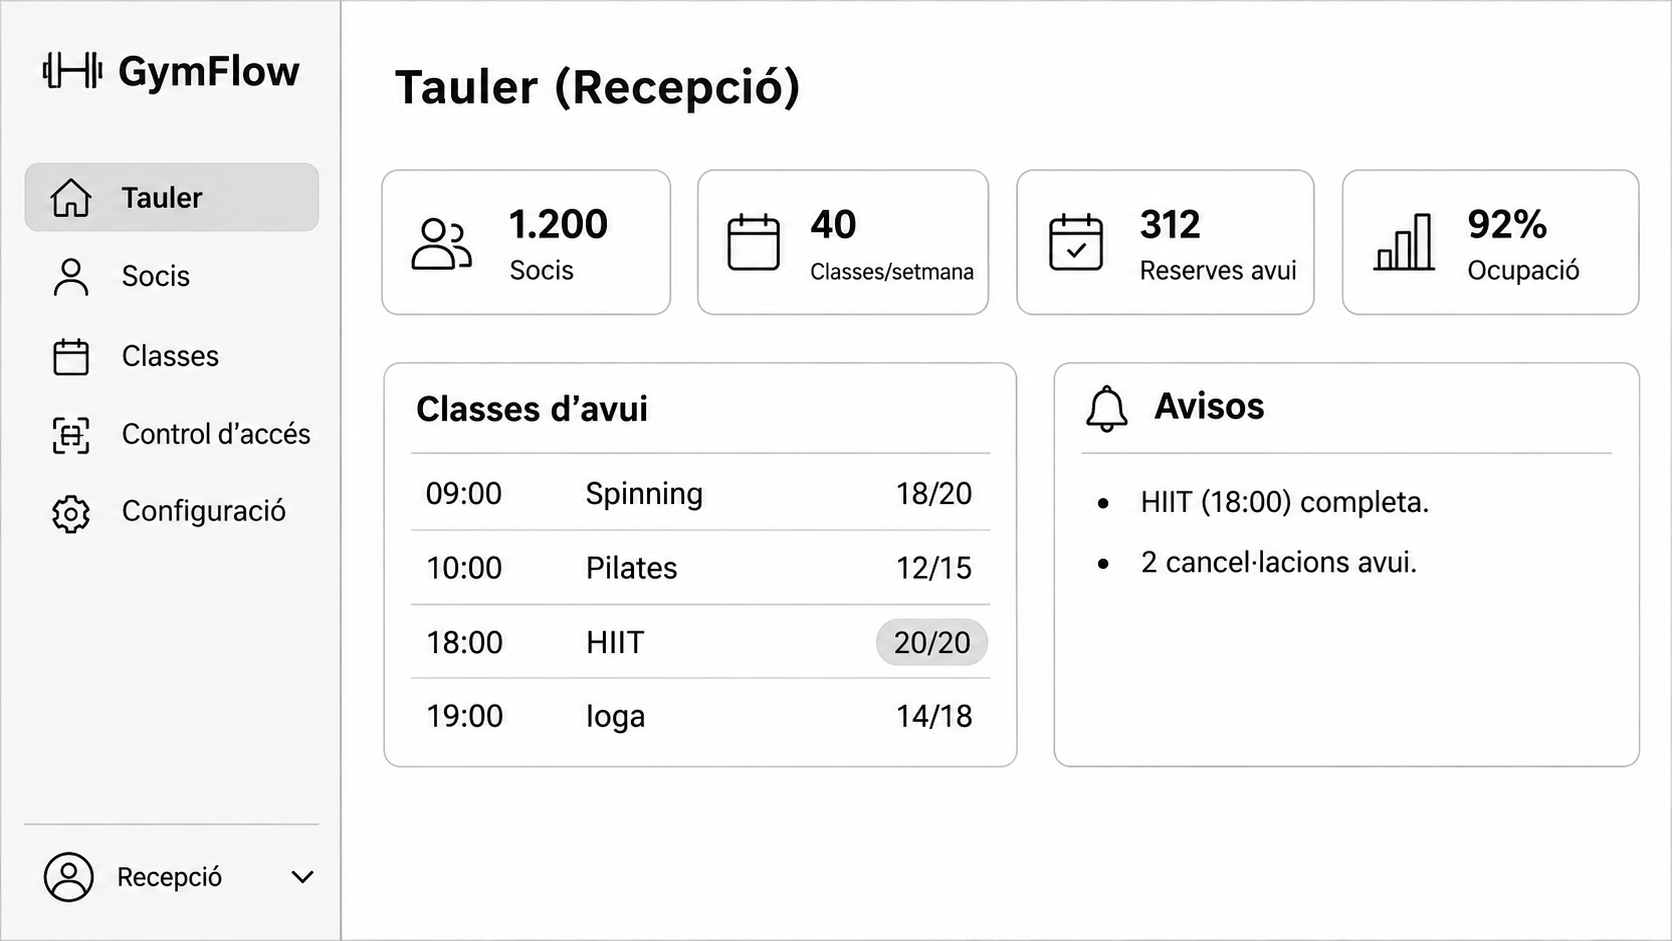 GymFlow
Tauler
Socis
Classes
Control d’accés
Configuració
Recepció
Tauler (Recepció)
1.200
Socis
40
Classes/setmana
312
Reserves avui
92%
Ocupació
Classes d’avui
09:00 Spinning 18/20
10:00 Pilates 12/15
18:00 HIIT 20/20
19:00 Ioga 14/18
Avisos
• HIIT (18:00) completa.
• 2 cancel·lacions avui.